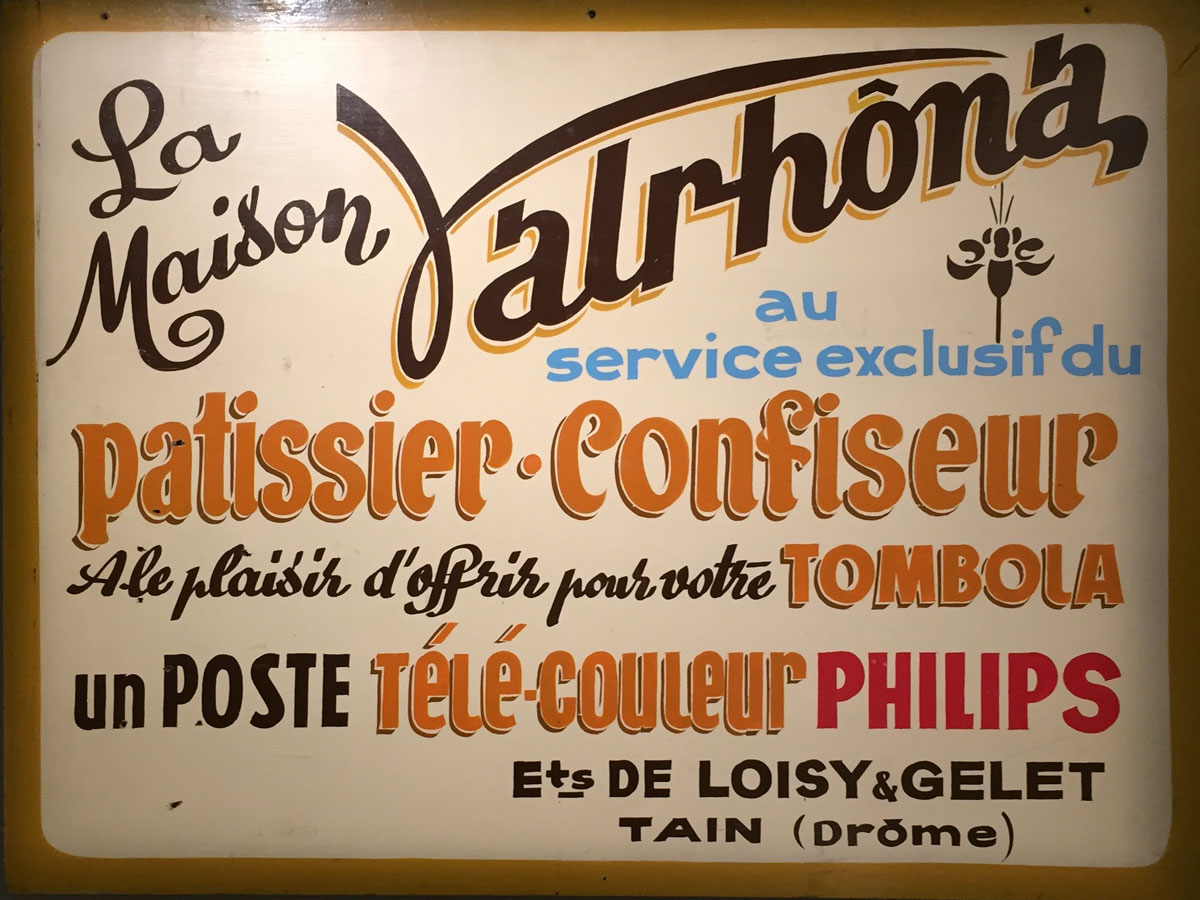 La
Maison Valrhôna
au
service exclusif du
patissier · Confiseur
A le plaisir d'offrir pour votre TOMBOLA
un POSTE TÉLÉ-COULEUR PHILIPS
Ets DE LOISY & GELET
TAIN (Drôme)